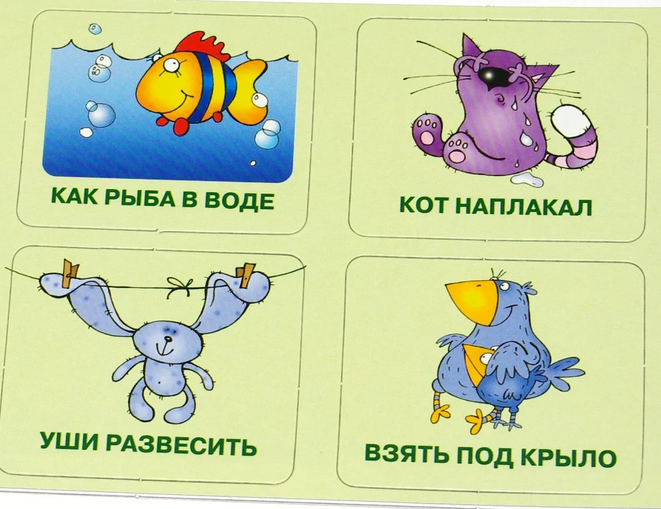 КАК РЫБА В ВОДЕ
КОТ НАПЛАКАЛ
УШИ РАЗВЕСИТЬ
ВЗЯТЬ ПОД КРЫЛО